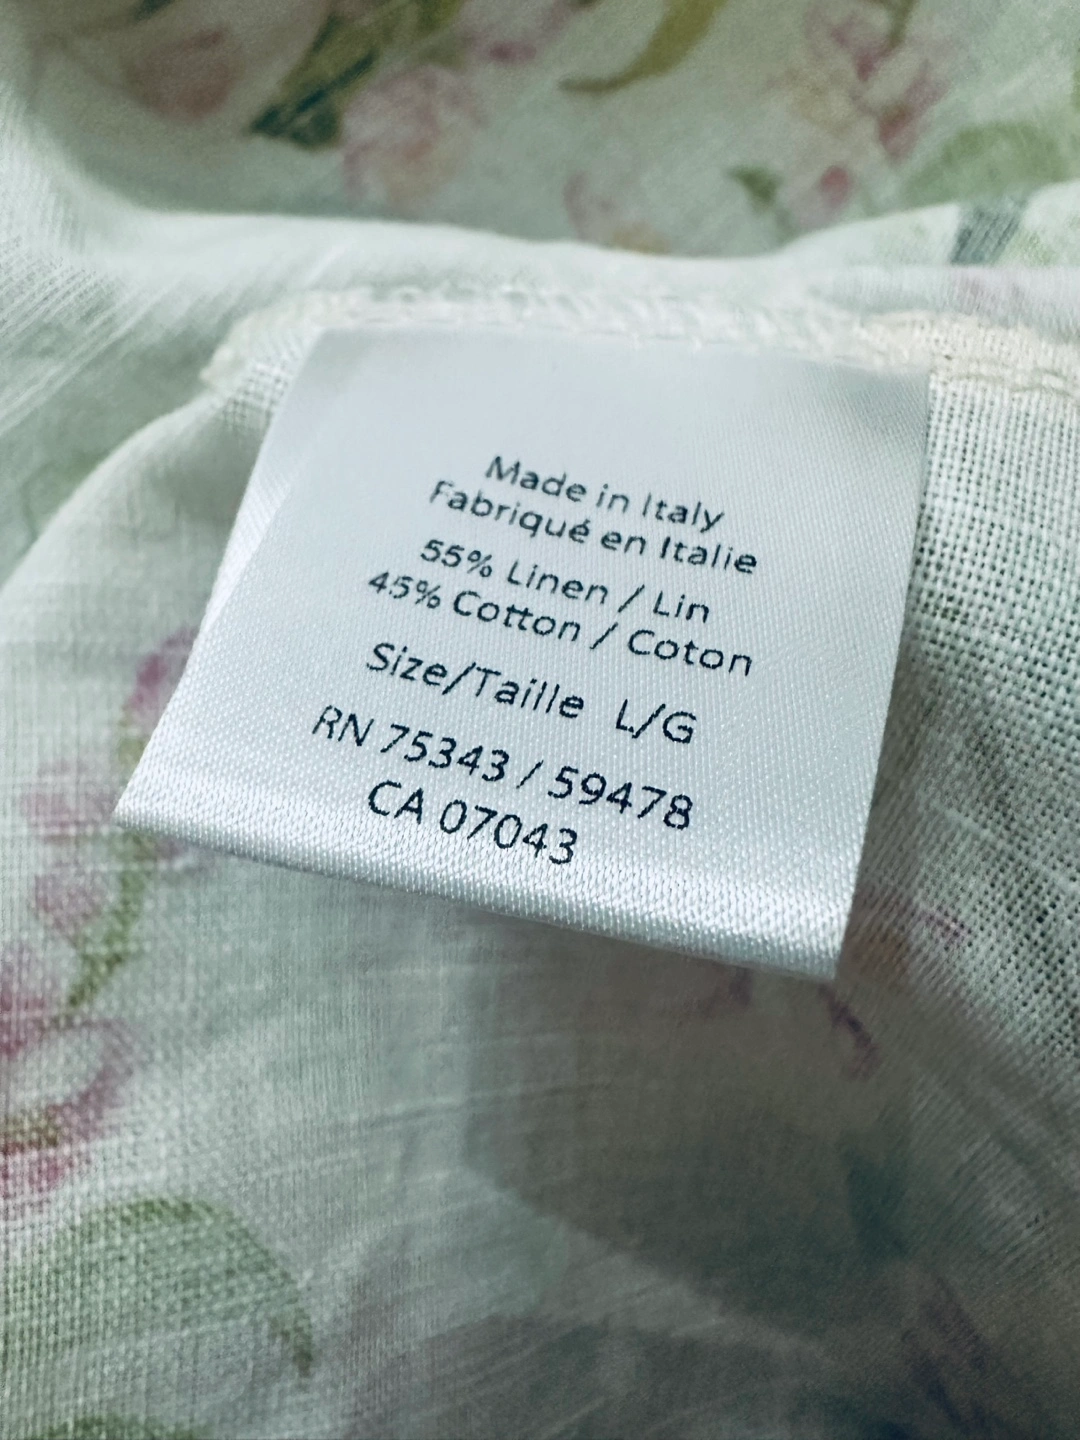 Made in Italy
Fabriqué en Italie
55% Linen / Lin
45% Cotton / Coton
Size/Taille L/G
RN 75343 / 59478
CA 07043